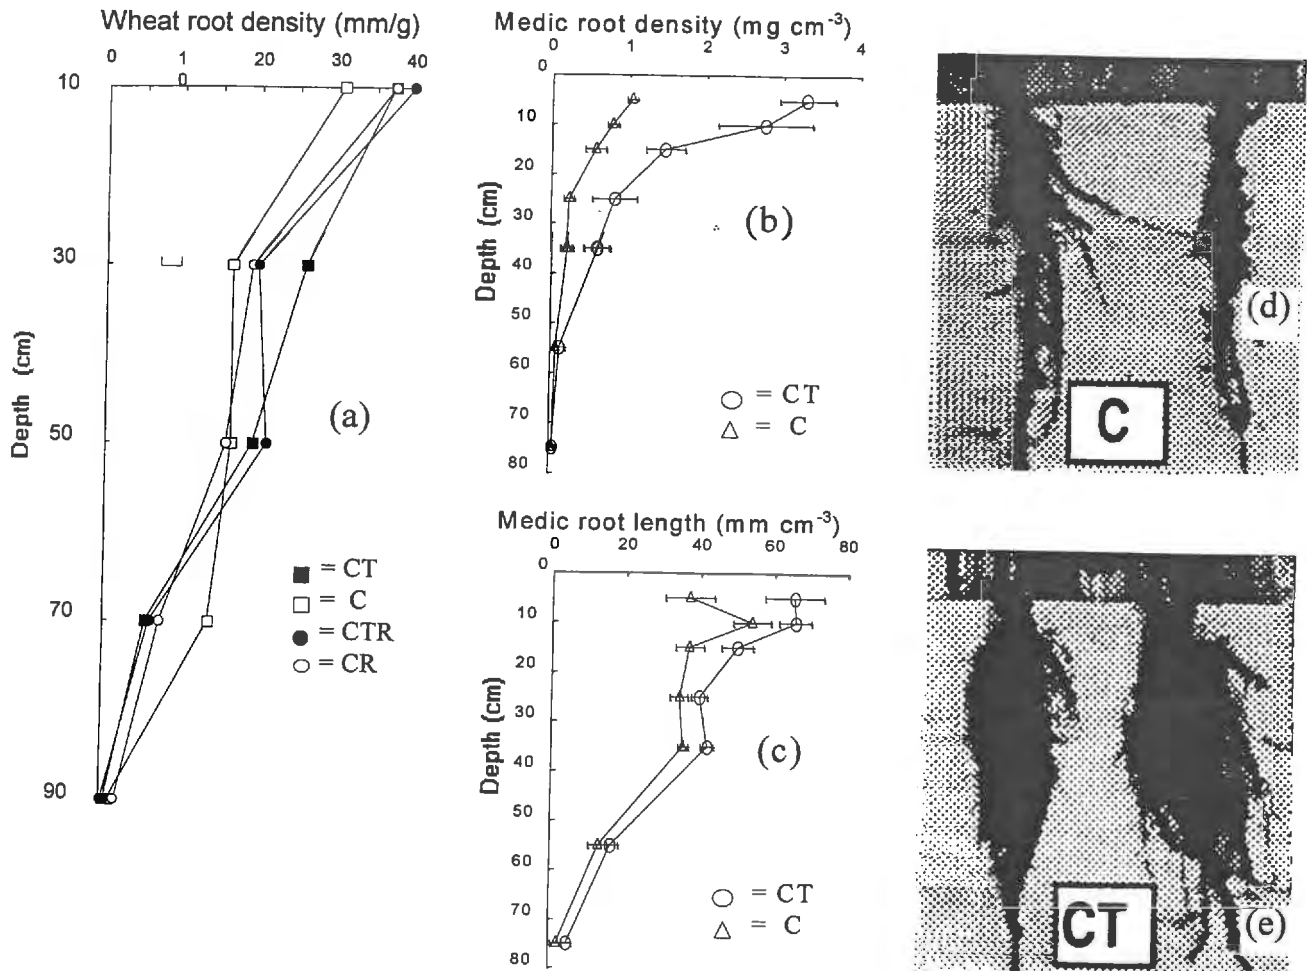 Wheat root density (mm/g)
0 10 20 30 40
10
30
50
70
90
Depth (cm)
(a)
■ = CT
□ = C
● = CTR
○ = CR
Medic root density (mg cm⁻³)
0 1 2 3 4
0
10
20
30
40
50
60
70
80
Depth (cm)
(b)
○ = CT
△ = C
Medic root length (mm cm⁻³)
0 20 40 60 80
0
10
20
30
40
50
60
70
80
Depth (cm)
(c)
○ = CT
△ = C
(d)
C
(e)
CT